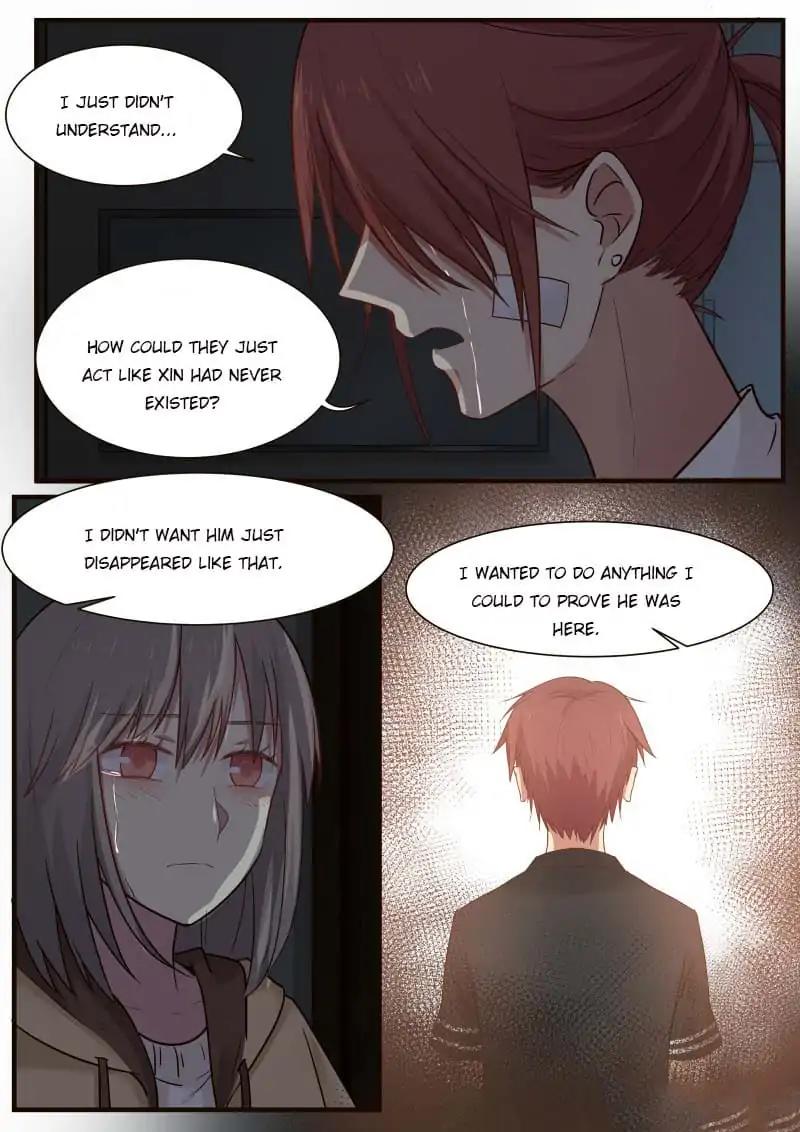 I JUST DIDN'T
UNDERSTAND...
HOW COULD THEY JUST
ACT LIKE XIN HAD NEVER
EXISTED?
I DIDN'T WANT HIM JUST
DISAPPEARED LIKE THAT.
I WANTED TO DO ANYTHING I
COULD TO PROVE HE WAS
HERE.